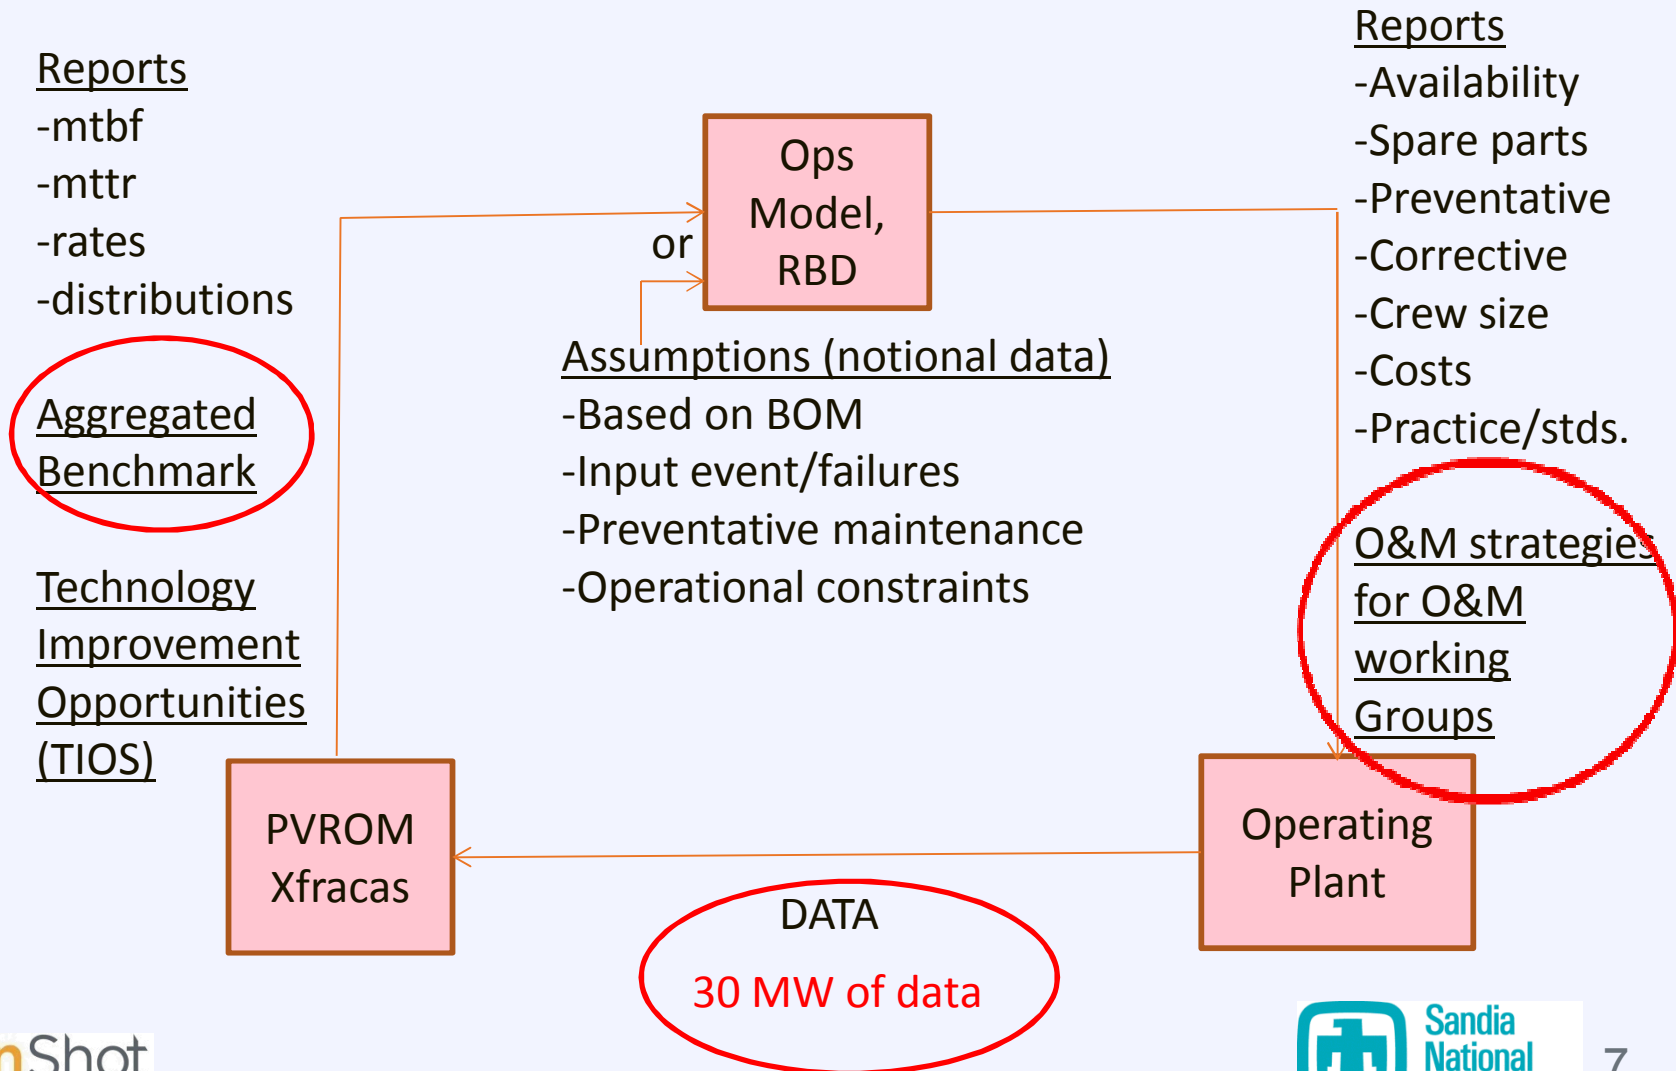 Reports
-mtbf
-mttr
-rates
-distributions
Aggregated
Benchmark
Technology
Improvement
Opportunities
(TIOS)
Ops
Model,
RBD
or
Assumptions (notional data)
-Based on BOM
-Input event/failures
-Preventative maintenance
-Operational constraints
Reports
-Availability
-Spare parts
-Preventative
-Corrective
-Crew size
-Costs
-Practice/stds.
O&M strategies
for O&M
working
Groups
PVROM
Xfracas
Operating
Plant
DATA
30 MW of data
nShot
Sandia
National
7